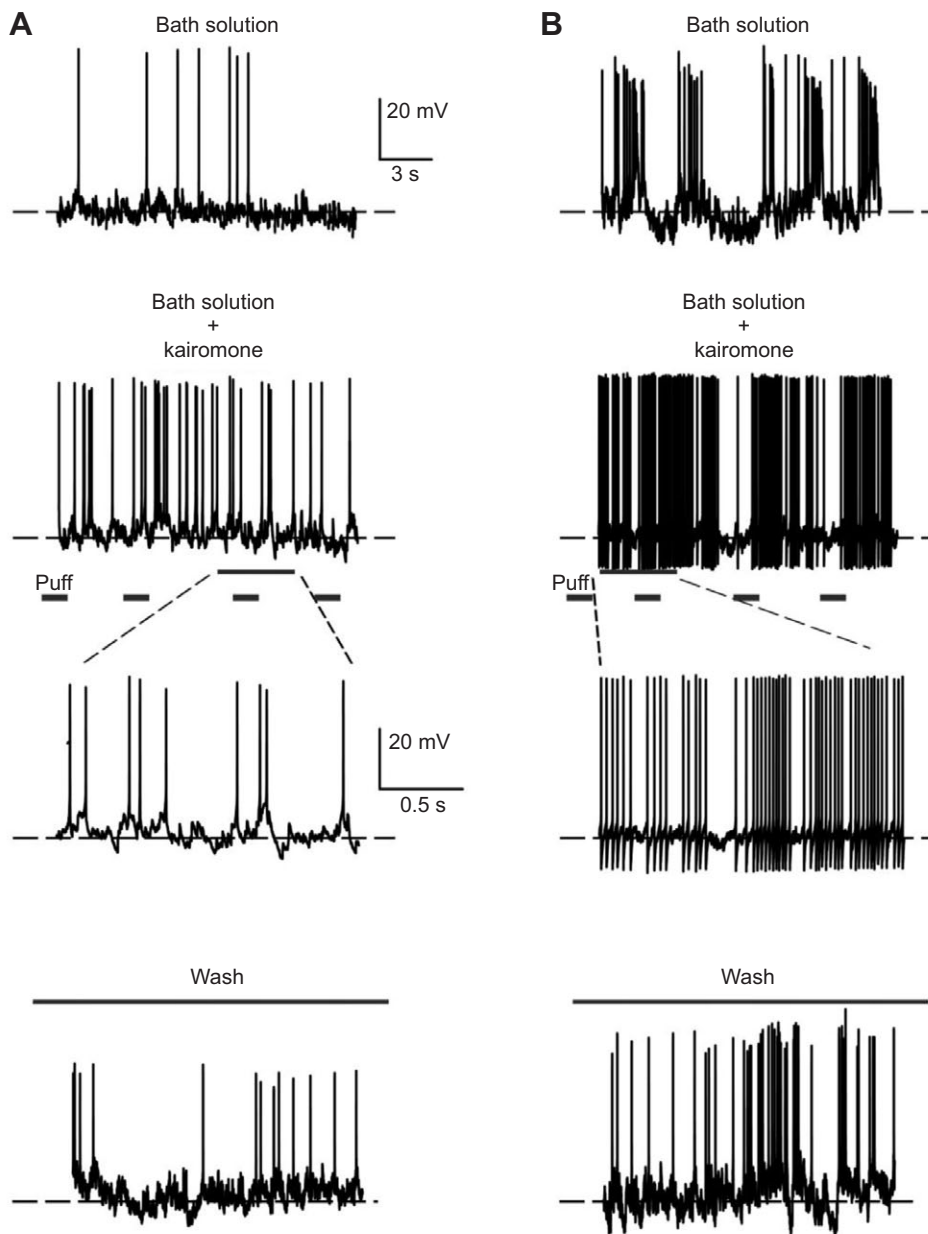 A
Bath solution
20 mV
3 s
Bath solution
+
kairomone
Puff
20 mV
0.5 s
Wash
B
Bath solution
Bath solution
+
kairomone
Puff
Wash